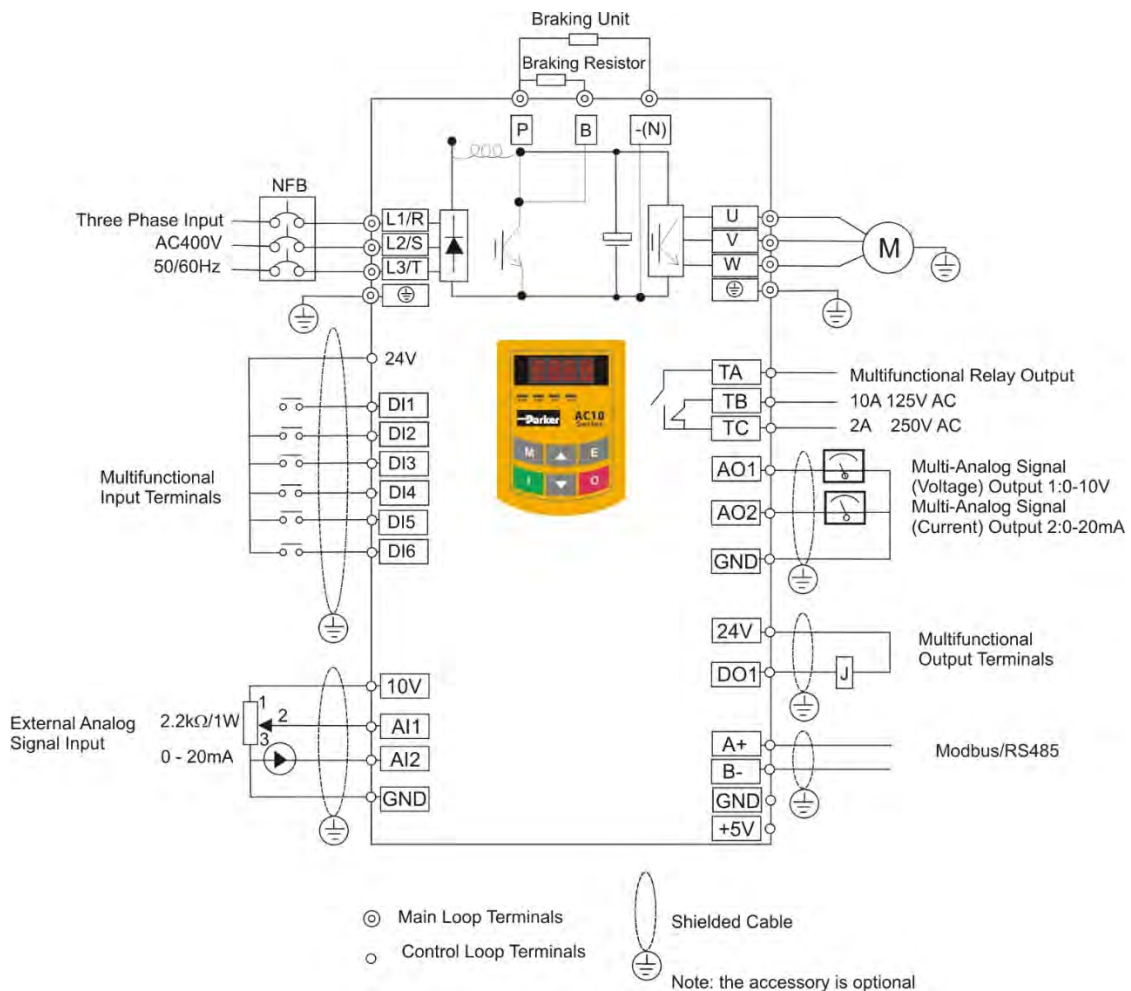 Braking Unit
Braking Resistor
P
B
-(N)
NFB
Three Phase Input
AC400V
50/60Hz
L1/R
L2/S
L3/T
U
V
W
M
24V
DI1
DI2
DI3
DI4
DI5
DI6
Multifunctional
Input Terminals
Parker
AC10
Series
M
E
I
O
TA
TB
TC
Multifunctional Relay Output
10A 125V AC
2A 250V AC
AO1
AO2
GND
Multi-Analog Signal
(Voltage) Output 1:0-10V
Multi-Analog Signal
(Current) Output 2:0-20mA
24V
DO1
J
Multifunctional
Output Terminals
External Analog
Signal Input
2.2kΩ/1W
0 - 20mA
1
2
3
10V
AI1
AI2
GND
A+
B-
GND
+5V
Modbus/RS485
Main Loop Terminals
Control Loop Terminals
Shielded Cable
Note: the accessory is optional